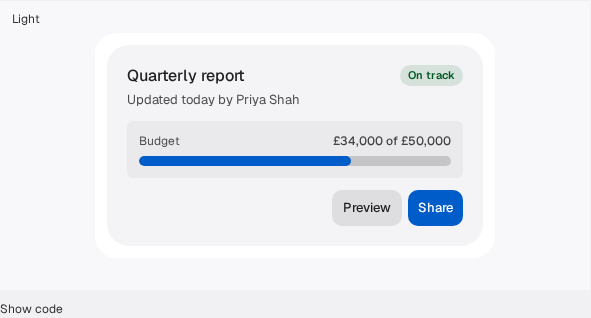 Light
Quarterly report
On track
Updated today by Priya Shah
Budget
£34,000 of £50,000
Preview
Share
Show code